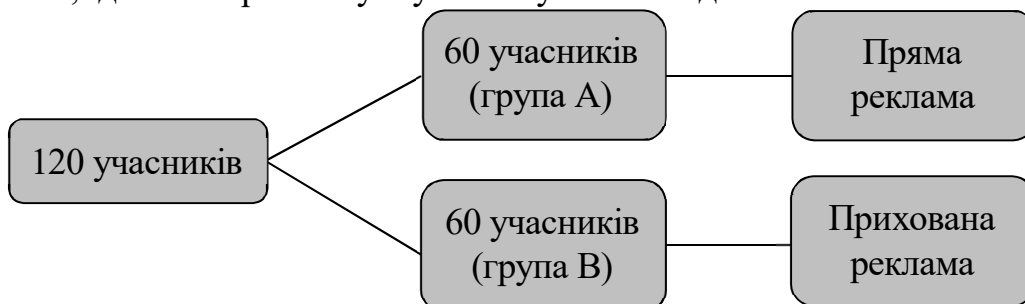 60 учасників
(група А)
Пряма
реклама
120 учасників
60 учасників
(група В)
Прихована
реклама